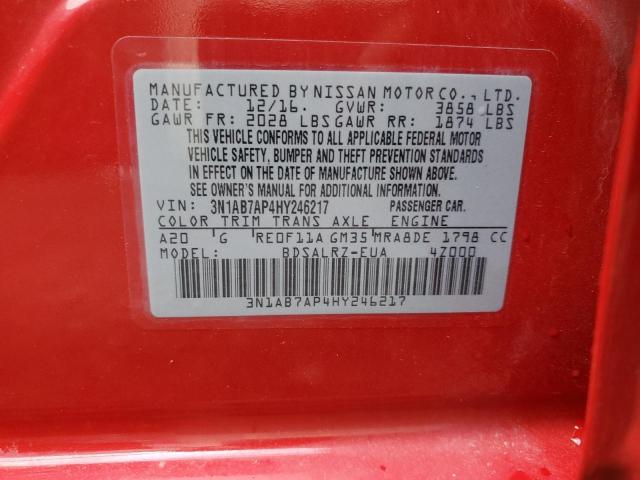 MANUFACTURED BY NISSAN MOTOR CO., LTD.
DATE: 12/16. GVWR: 3858 LBS
GAWR FR: 2028 LBS GAWR RR: 1874 LBS
THIS VEHICLE CONFORMS TO ALL APPLICABLE FEDERAL MOTOR
VEHICLE SAFETY, BUMPER AND THEFT PREVENTION STANDARDS
IN EFFECT ON THE DATE OF MANUFACTURE SHOWN ABOVE.
SEE OWNER'S MANUAL FOR ADDITIONAL INFORMATION.
VIN: 3N1AB7AP4HY246217 PASSENGER CAR.
COLOR TRIM TRANS AXLE ENGINE
A20 G RE0F11A GM35 MRA8DE 1798 CC
MODEL: BDSALRZ-EUA 4Z000
3N1AB7AP4HY246217